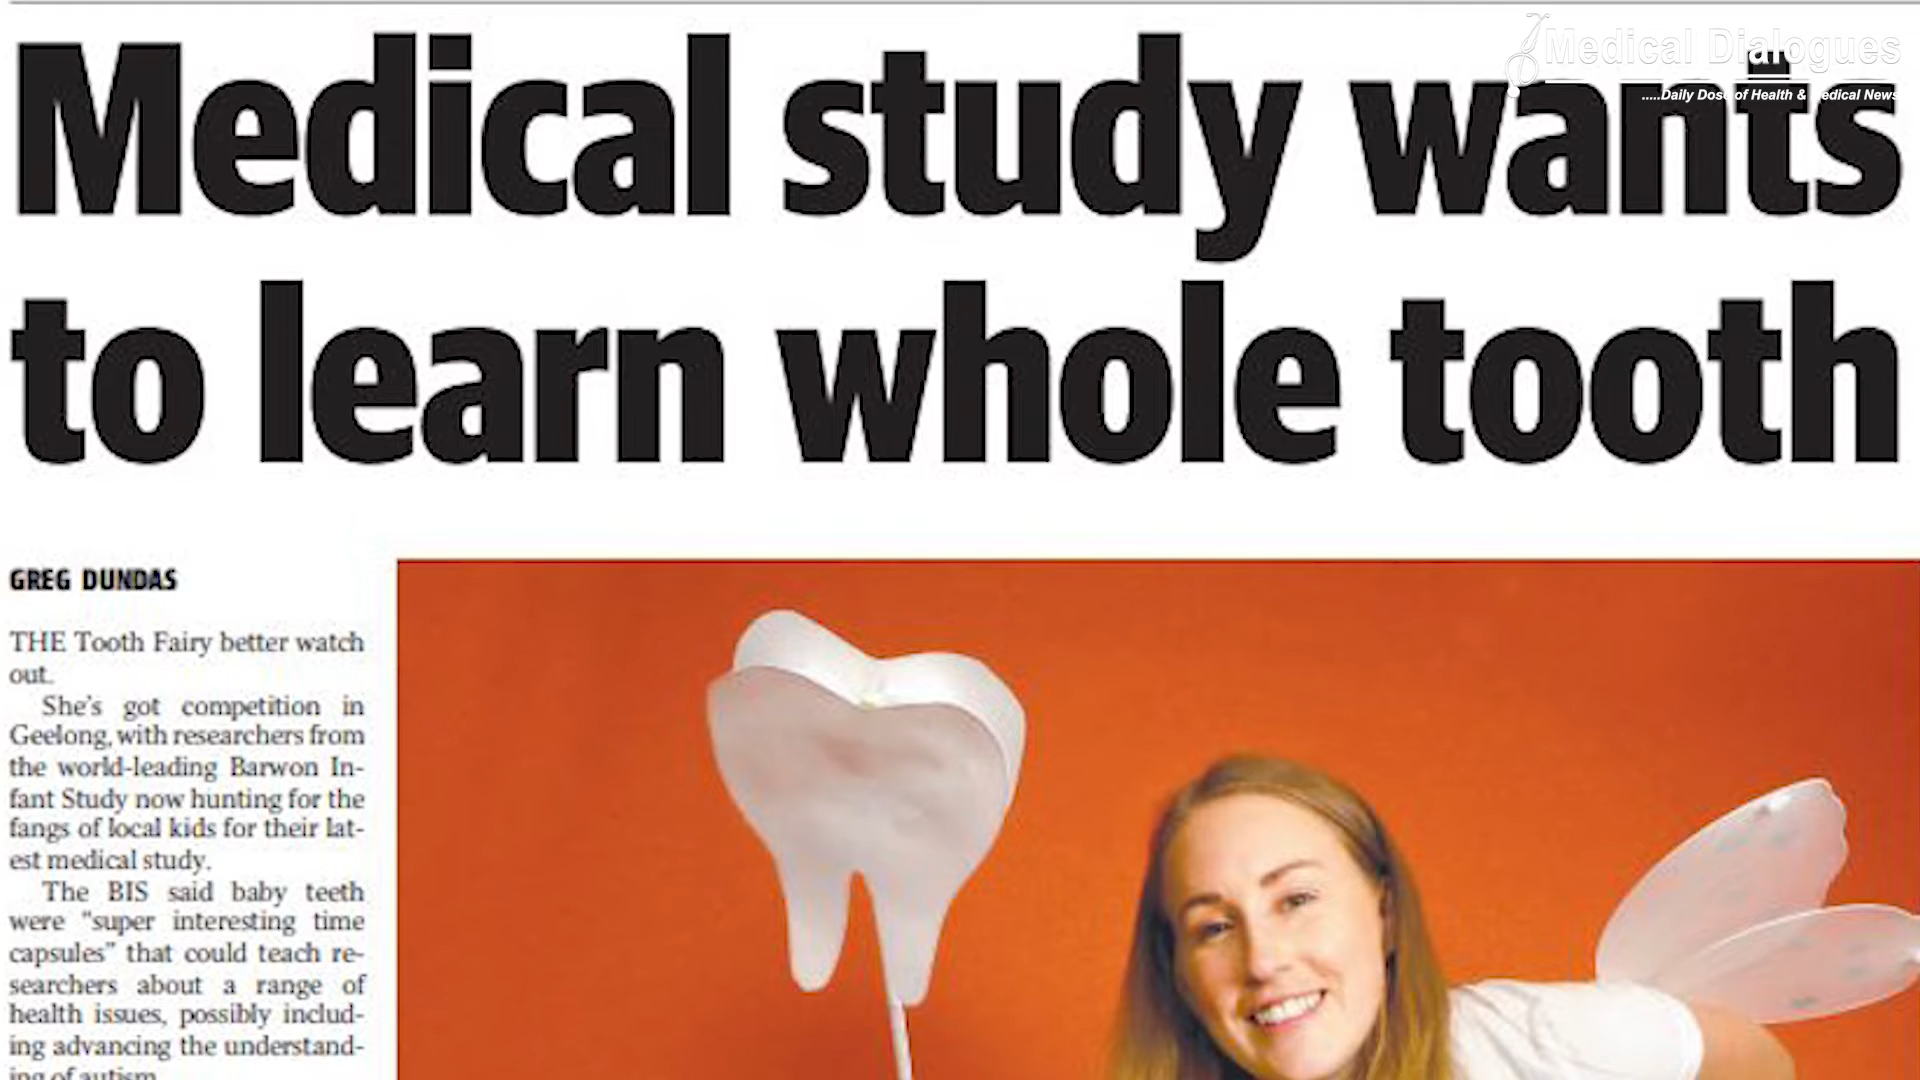 Medical Dialogues
.....Daily Dose of Health & Medical News
Medical study wants
to learn whole tooth
GREG DUNDAS
THE Tooth Fairy better watch
out.
She's got competition in
Geelong, with researchers from
the world-leading Barwon In-
fant Study now hunting for the
fangs of local kids for their lat-
est medical study.
The BIS said baby teeth
were “super interesting time
capsules” that could teach re-
searchers about a range of
health issues, possibly includ-
ing advancing the understand-
ing of autism